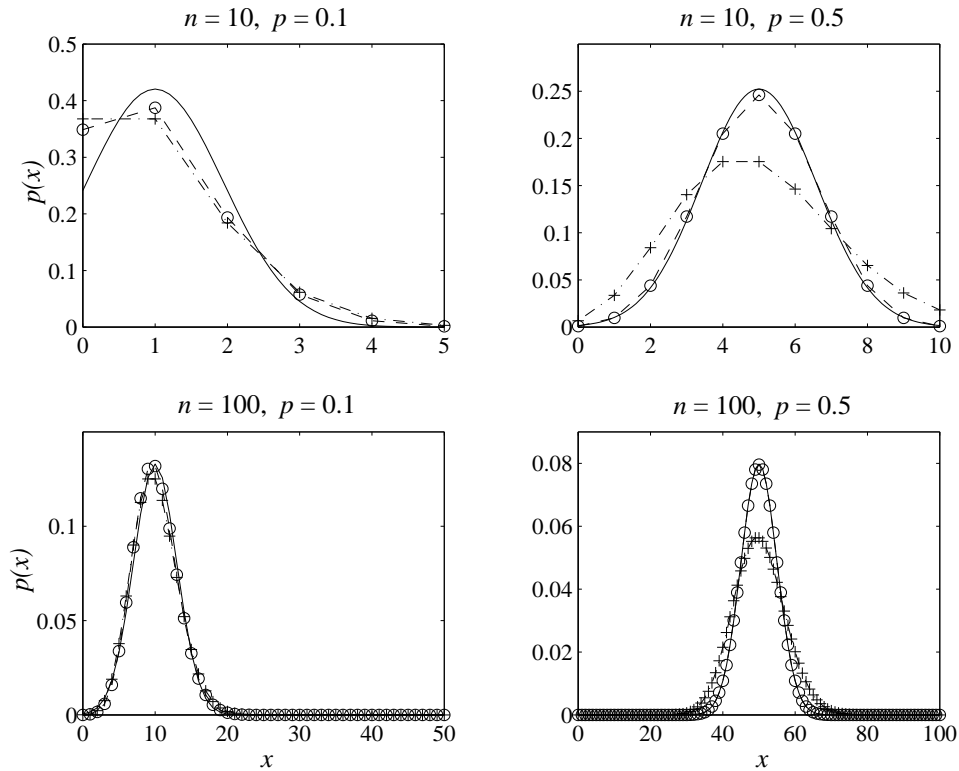 n = 10, p = 0.1
0.5
0.4
0.3
0.2
0.1
0
p(x)
0 1 2 3 4 5
n = 10, p = 0.5
0.25
0.2
0.15
0.1
0.05
0
0 2 4 6 8 10
n = 100, p = 0.1
0.1
0.05
0
p(x)
0 10 20 30 40 50
x
n = 100, p = 0.5
0.08
0.06
0.04
0.02
0
0 20 40 60 80 100
x